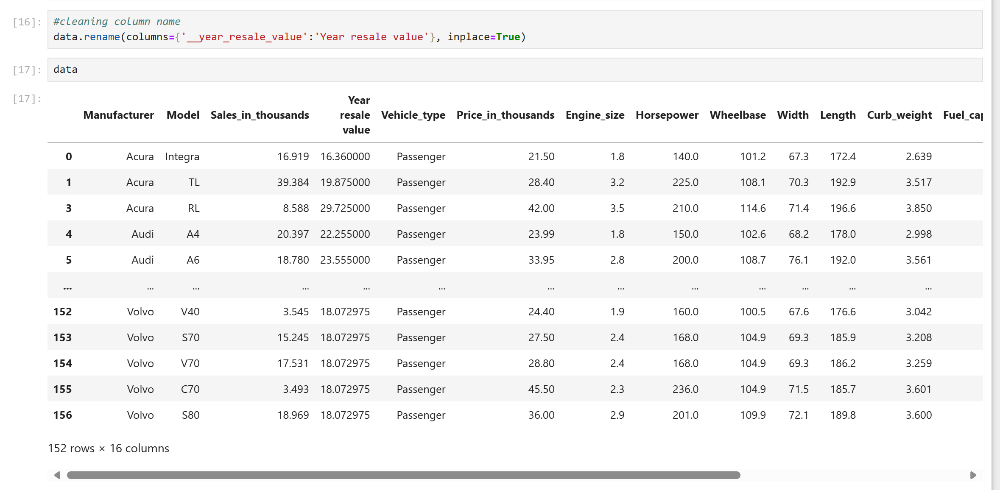 [16]: #cleaning column name
data.rename(columns={'__year_resale_value':'Year resale value'}, inplace=True)
[17]: data
[17]:
Manufacturer Model Sales_in_thousands Year resale value Vehicle_type Price_in_thousands Engine_size Horsepower Wheelbase Width Length Curb_weight Fuel_cap
0 Acura Integra 16.919 16.360000 Passenger 21.50 1.8 140.0 101.2 67.3 172.4 2.639
1 Acura TL 39.384 19.875000 Passenger 28.40 3.2 225.0 108.1 70.3 192.9 3.517
3 Acura RL 8.588 29.725000 Passenger 42.00 3.5 210.0 114.6 71.4 196.6 3.850
4 Audi A4 20.397 22.255000 Passenger 23.99 1.8 150.0 102.6 68.2 178.0 2.998
5 Audi A6 18.780 23.555000 Passenger 33.95 2.8 200.0 108.7 76.1 192.0 3.561
... ... ... ... ... ... ... ... ... ... ... ... ...
152 Volvo V40 3.545 18.072975 Passenger 24.40 1.9 160.0 100.5 67.6 176.6 3.042
153 Volvo S70 15.245 18.072975 Passenger 27.50 2.4 168.0 104.9 69.3 185.9 3.208
154 Volvo V70 17.531 18.072975 Passenger 28.80 2.4 168.0 104.9 69.3 186.2 3.259
155 Volvo C70 3.493 18.072975 Passenger 45.50 2.3 236.0 104.9 71.5 185.7 3.601
156 Volvo S80 18.969 18.072975 Passenger 36.00 2.9 201.0 109.9 72.1 189.8 3.600
152 rows × 16 columns